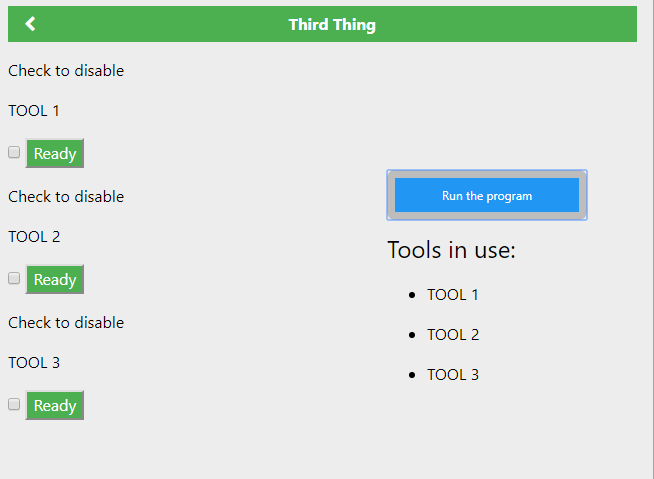 Third Thing
Check to disable
TOOL 1
Ready
Check to disable
TOOL 2
Ready
Check to disable
TOOL 3
Ready
Run the program
Tools in use:
TOOL 1
TOOL 2
TOOL 3